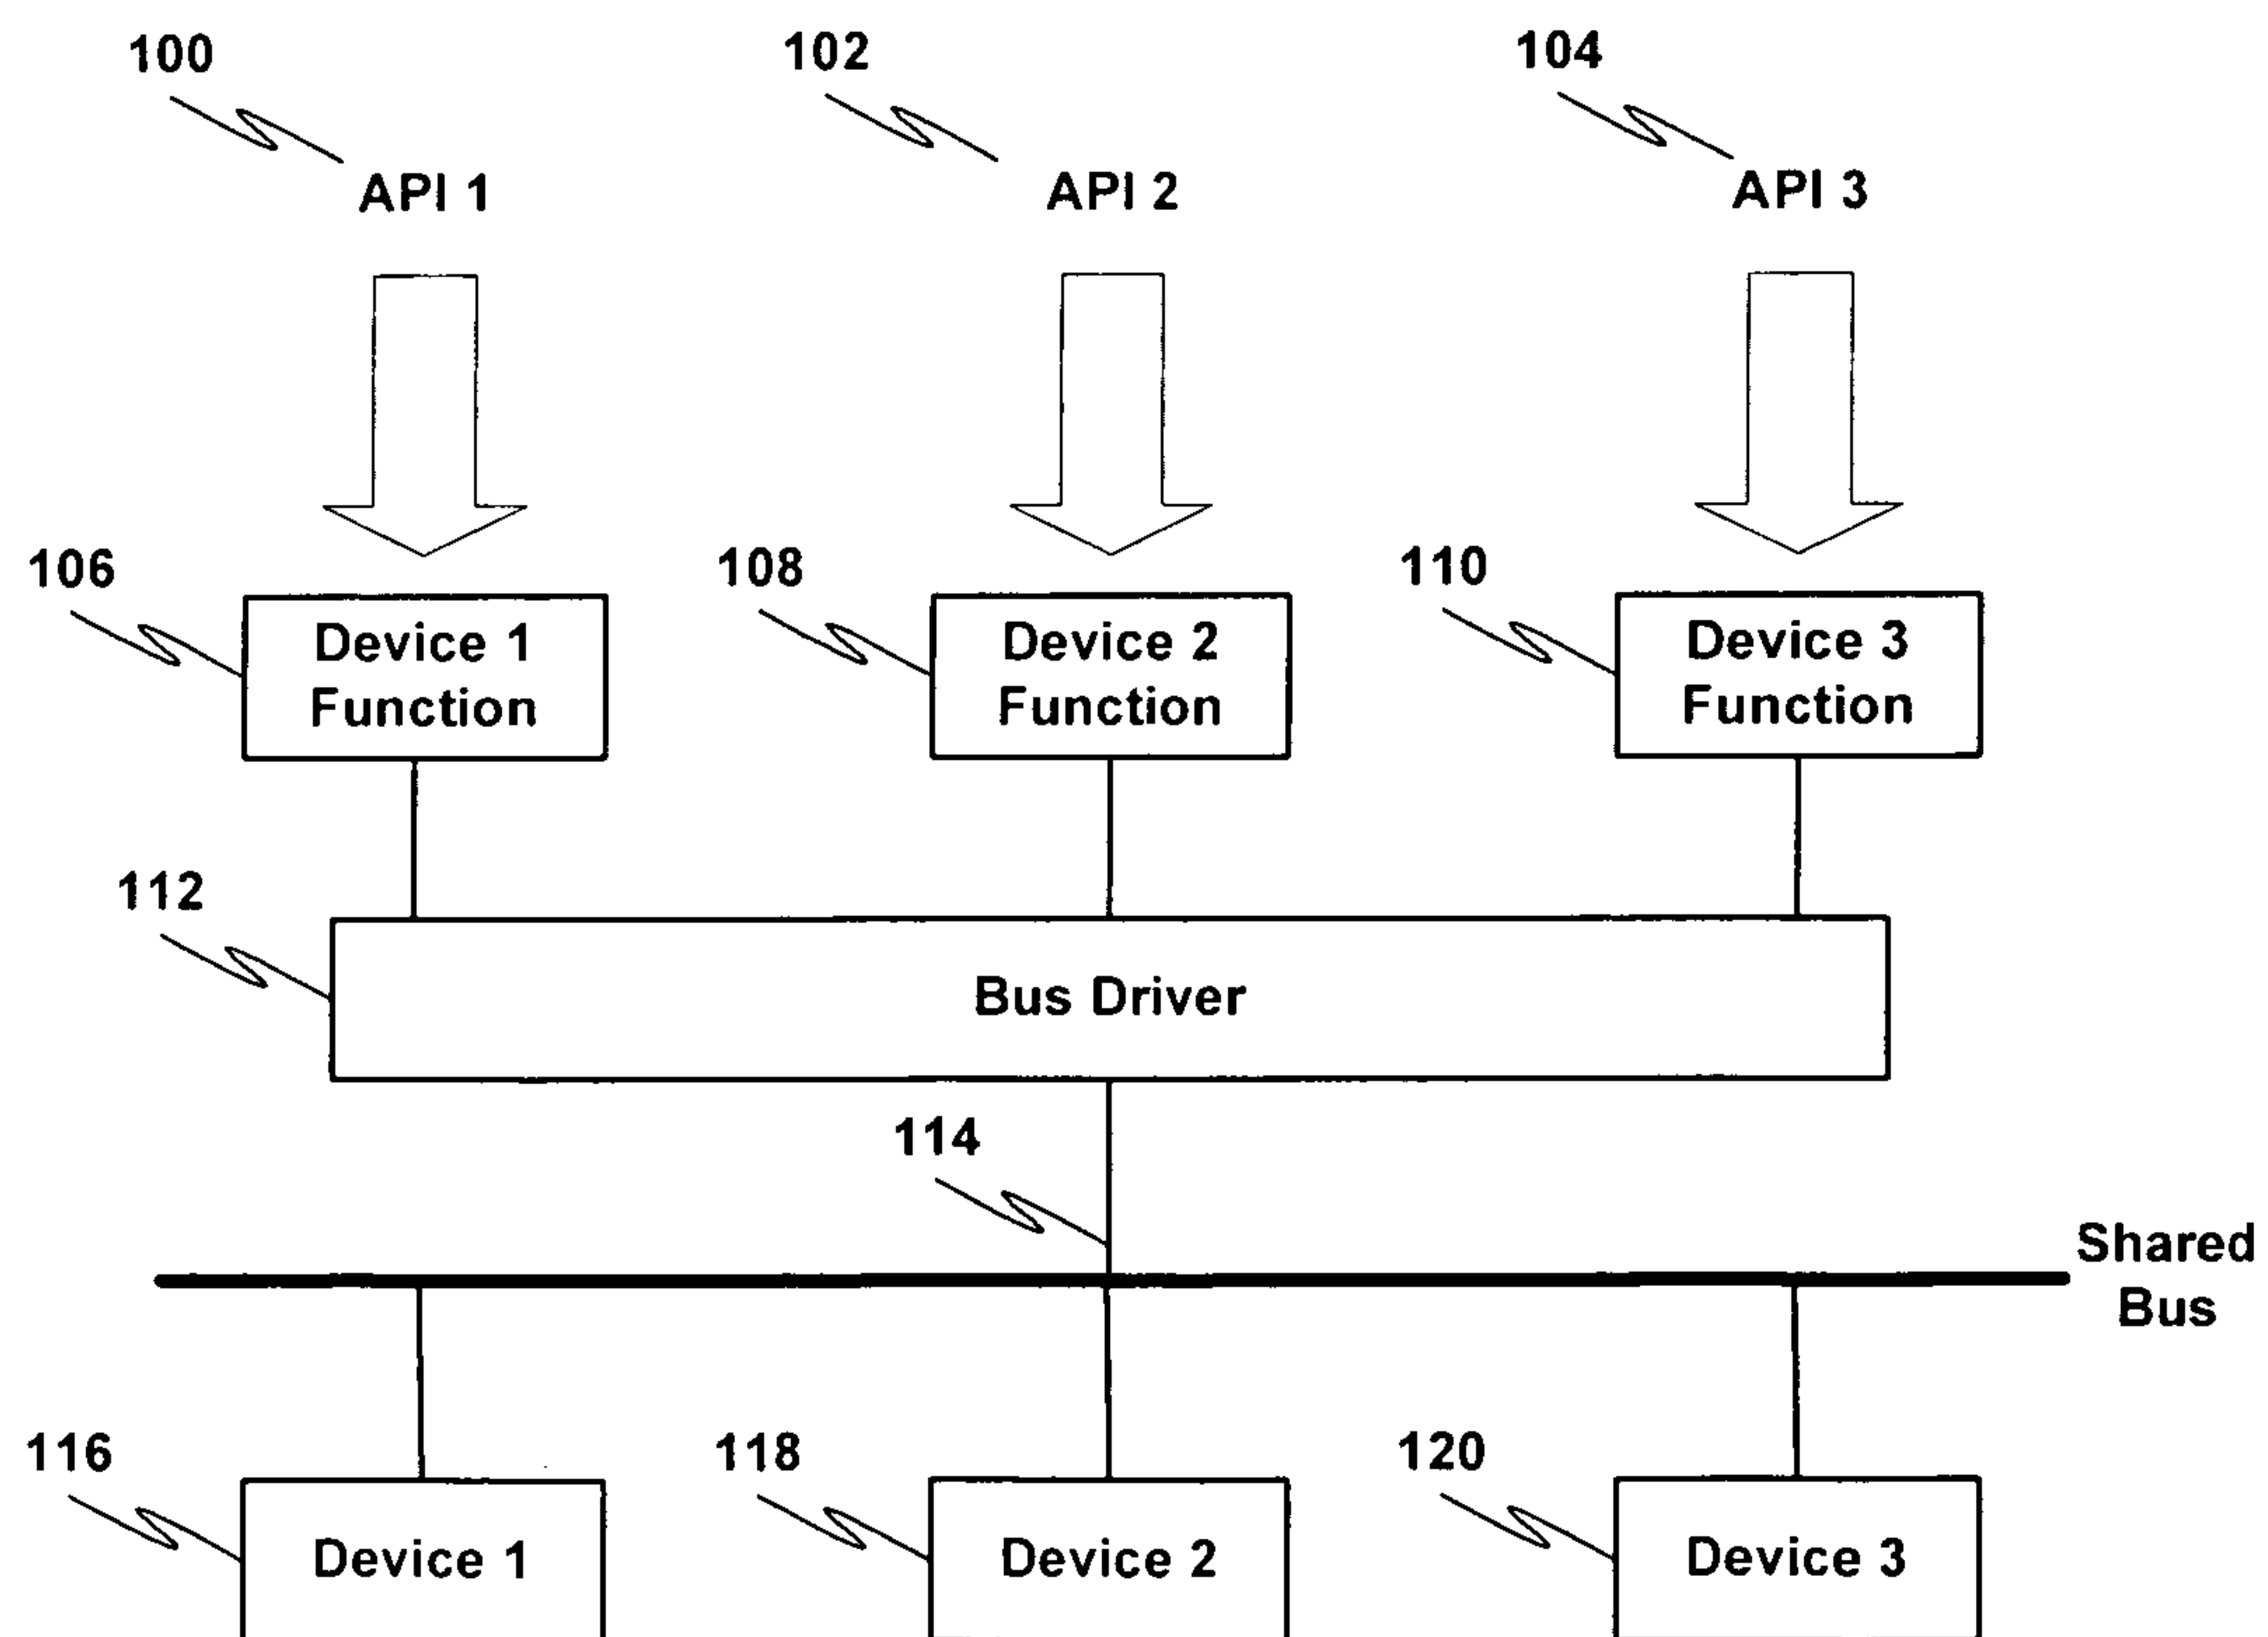 100
102
104
API 1
API 2
API 3
106
108
110
Device 1
Function
Device 2
Function
Device 3
Function
112
Bus Driver
114
Shared
Bus
116
118
120
Device 1
Device 2
Device 3